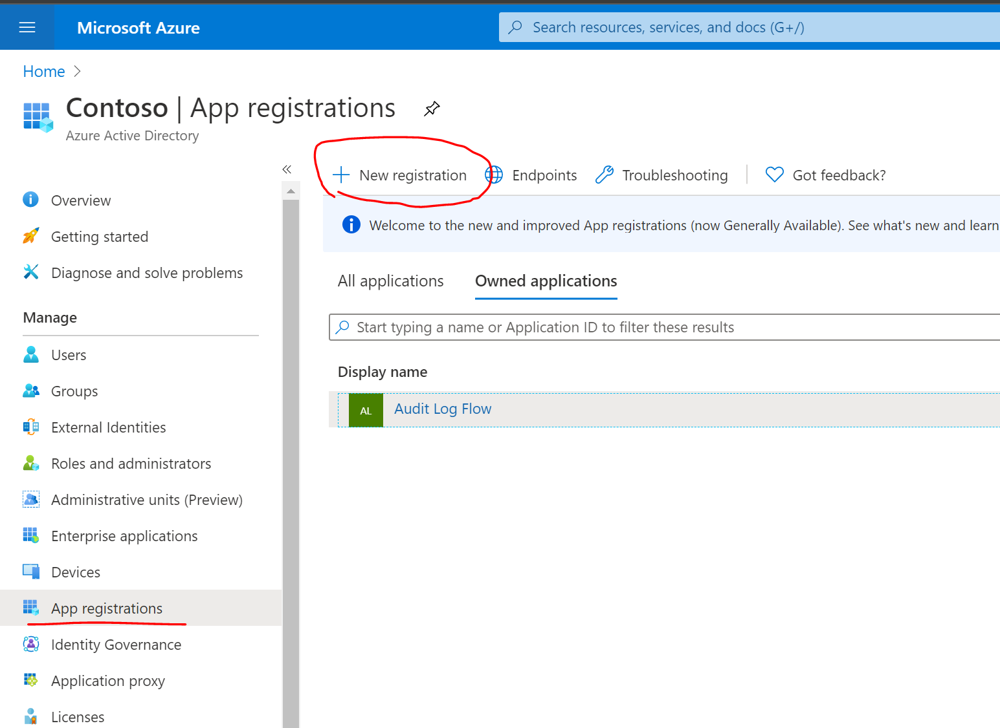 Microsoft Azure
Search resources, services, and docs (G+/)
Home
Contoso | App registrations
Azure Active Directory
New registration
Endpoints
Troubleshooting
Got feedback?
Welcome to the new and improved App registrations (now Generally Available). See what's new and learn
Overview
Getting started
Diagnose and solve problems
Manage
Users
Groups
External Identities
Roles and administrators
Administrative units (Preview)
Enterprise applications
Devices
App registrations
Identity Governance
Application proxy
Licenses
All applications
Owned applications
Start typing a name or Application ID to filter these results
Display name
AL
Audit Log Flow